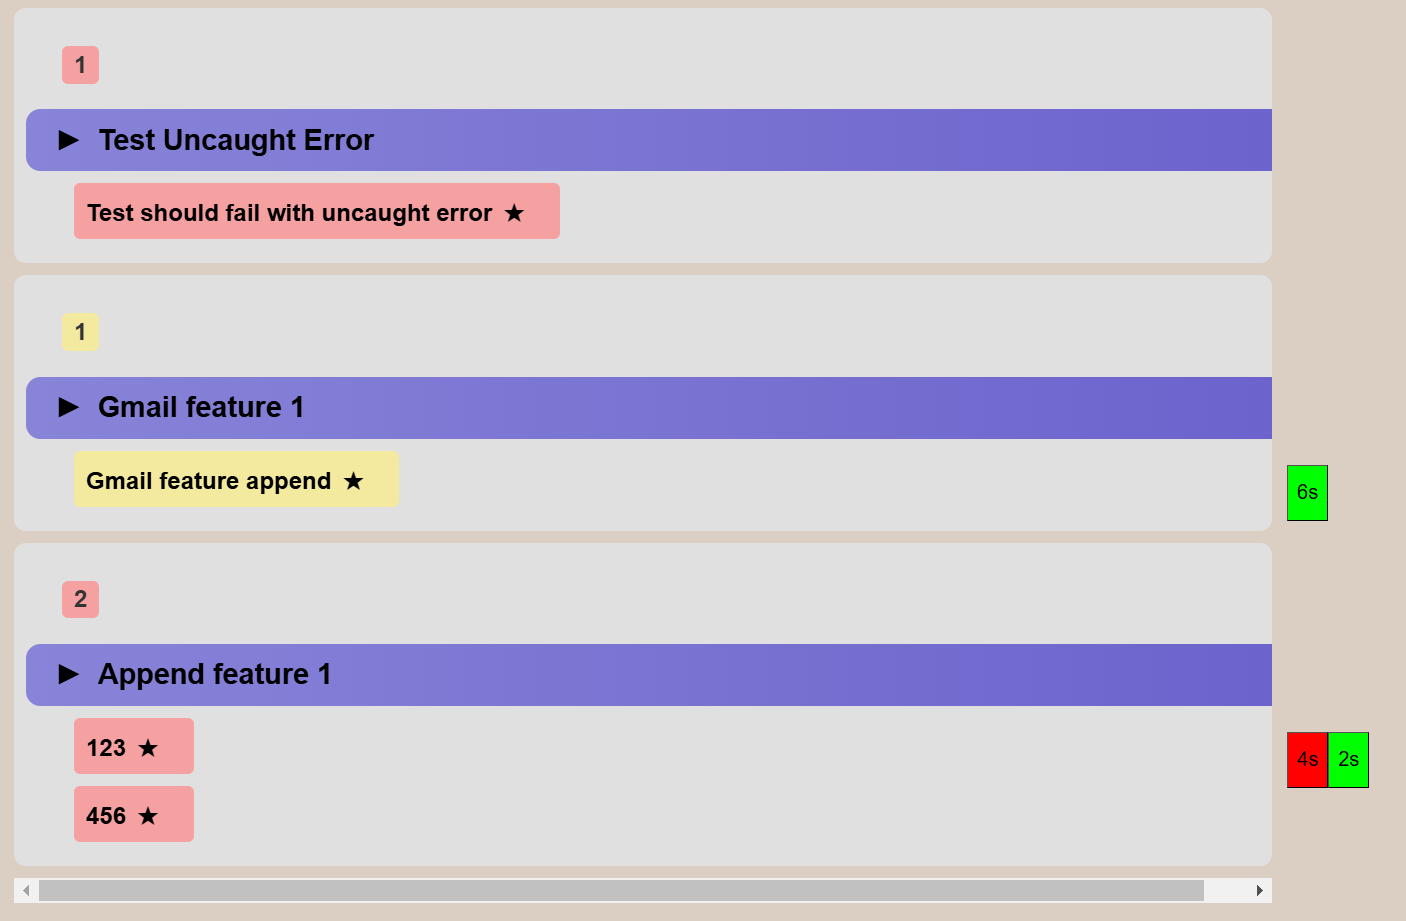 1
► Test Uncaught Error
Test should fail with uncaught error ★
1
► Gmail feature 1
Gmail feature append ★
6s
2
► Append feature 1
123 ★
4s 2s
456 ★